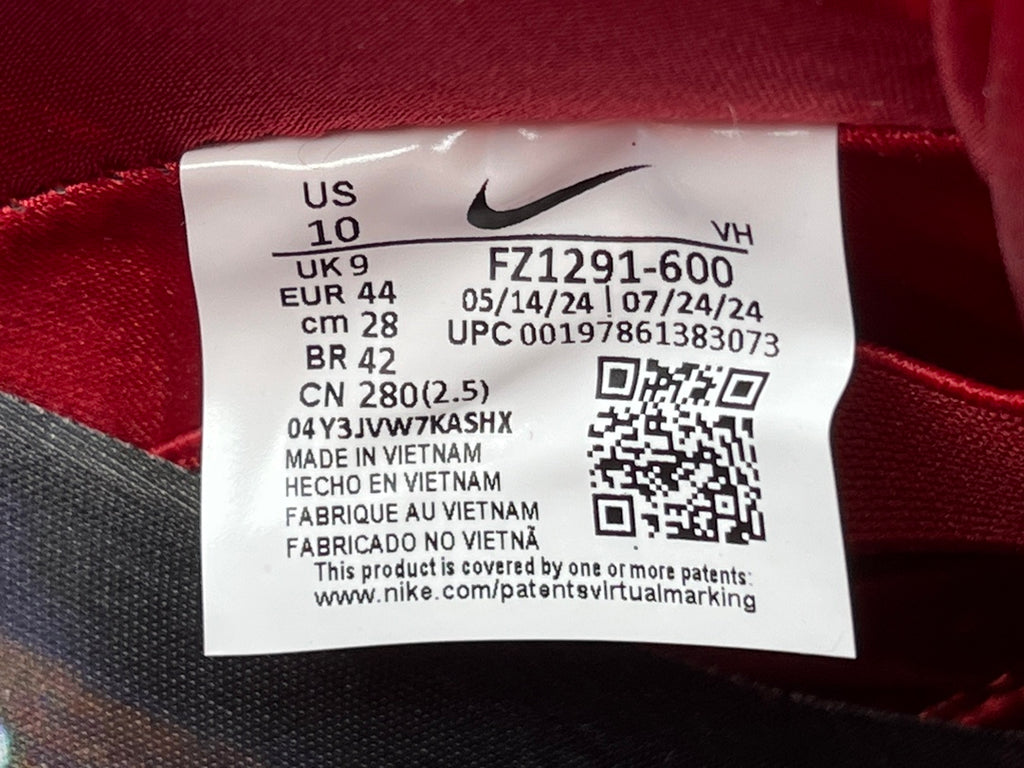 US
10
VH
UK 9
EUR 44
cm 28
BR 42
CN 280(2.5)
FZ1291-600
05/14/24 | 07/24/24
UPC 00197861383073
04Y3JVW7KASHX
MADE IN VIETNAM
HECHO EN VIETNAM
FABRIQUE AU VIETNAM
FABRICADO NO VIETNÃ
This product is covered by one or more patents:
www.nike.com/patentsvirtualmarking